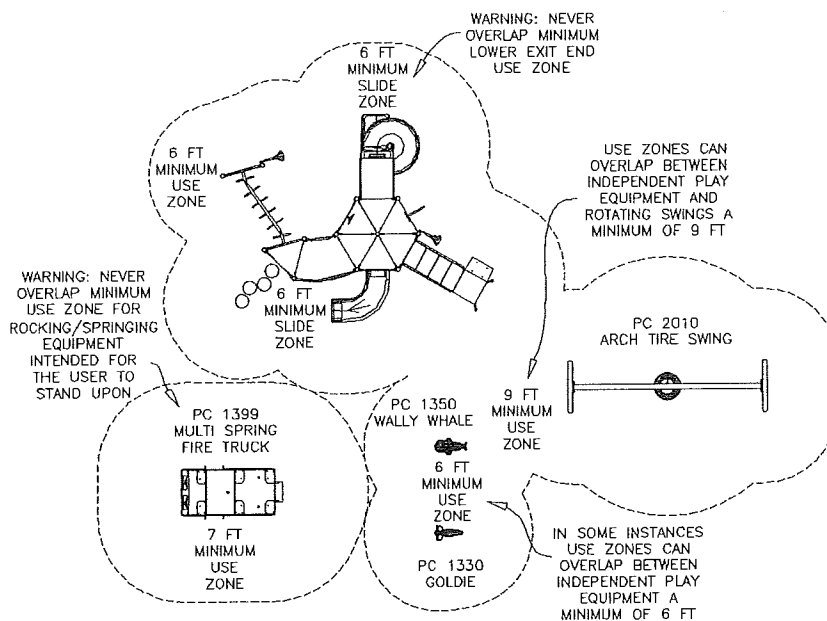 WARNING: NEVER
OVERLAP MINIMUM
LOWER EXIT END
USE ZONE
6 FT
MINIMUM
SLIDE
ZONE
6 FT
MINIMUM
USE
ZONE
USE ZONES CAN
OVERLAP BETWEEN
INDEPENDENT PLAY
EQUIPMENT AND
ROTATING SWINGS A
MINIMUM OF 9 FT
WARNING: NEVER
OVERLAP MINIMUM
USE ZONE FOR
ROCKING/SPRINGING
EQUIPMENT
INTENDED FOR
THE USER TO
STAND UPON
6 FT
MINIMUM
SLIDE
ZONE
PC 2010
ARCH TIRE SWING
9 FT
MINIMUM
USE
ZONE
PC 1399
MULTI SPRING
FIRE TRUCK
7 FT
MINIMUM
USE
ZONE
PC 1350
WALLY WHALE
6 FT
MINIMUM
USE
ZONE
PC 1330
GOLDIE
IN SOME INSTANCES
USE ZONES CAN
OVERLAP BETWEEN
INDEPENDENT PLAY
EQUIPMENT A
MINIMUM OF 6 FT